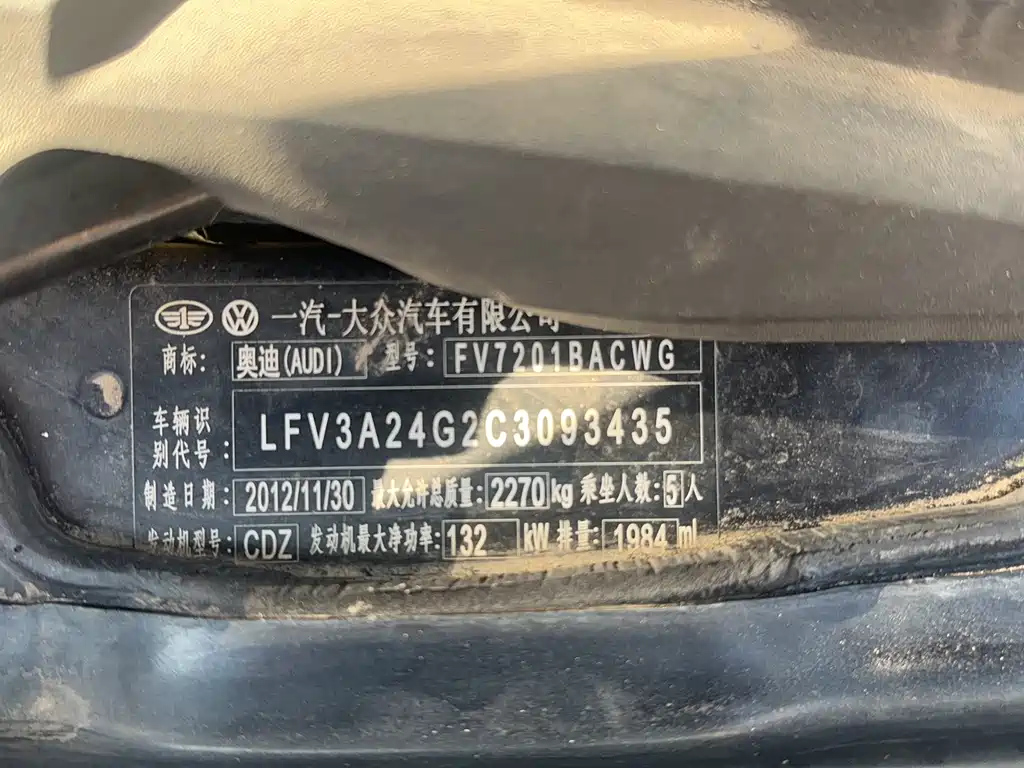 一汽-大众汽车有限公司
商标: 奥迪(AUDI) 型号: FV7201BACWG
车辆识
别代号: LFV3A24G2C3093435
制造日期: 2012/11/30 最大允许总质量: 2270 kg 乘坐人数: 5 人
发动机型号: CDZ 发动机最大净功率: 132 kW 排量: 1984 ml